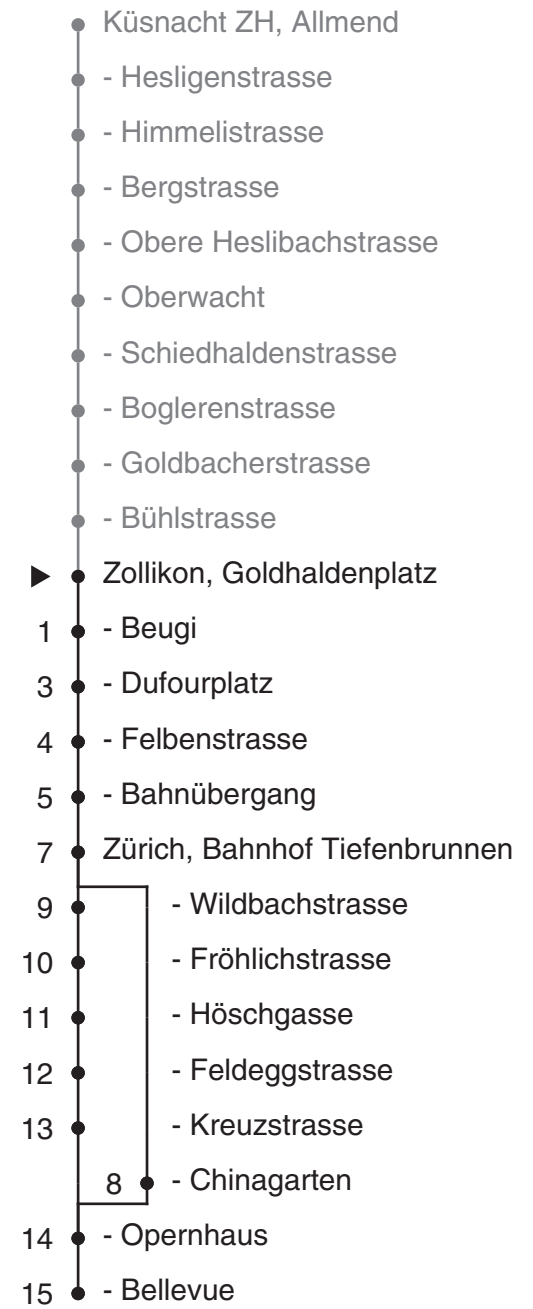 Küsnacht ZH, Allmend
- Hesligenstrasse
- Himmelistrasse
- Bergstrasse
- Obere Heslibachstrasse
- Oberwacht
- Schiedhaldenstrasse
- Boglerenstrasse
- Goldbacherstrasse
- Bühlstrasse
Zollikon, Goldhaldenplatz
1 - Beugi
3 - Dufourplatz
4 - Felbenstrasse
5 - Bahnübergang
7 Zürich, Bahnhof Tiefenbrunnen
9 - Wildbachstrasse
10 - Fröhlichstrasse
11 - Höschgasse
12 - Feldeggstrasse
13 - Kreuzstrasse
8 - Chinagarten
14 - Opernhaus
15 - Bellevue